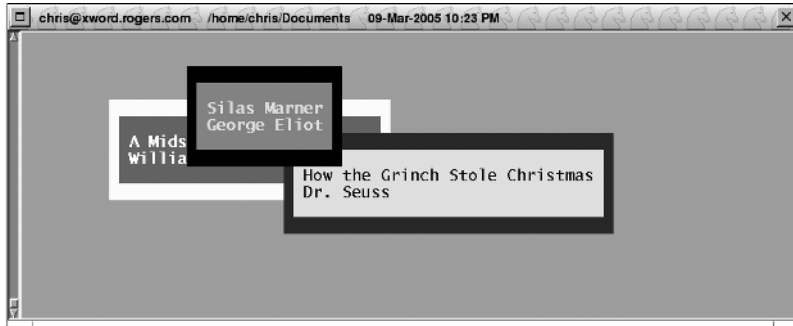 chris@xword.rogers.com /home/chris/Documents 09-Mar-2005 10:23 PM
Silas Marner
George Eliot
A Mids
Willia
How the Grinch Stole Christmas
Dr. Seuss